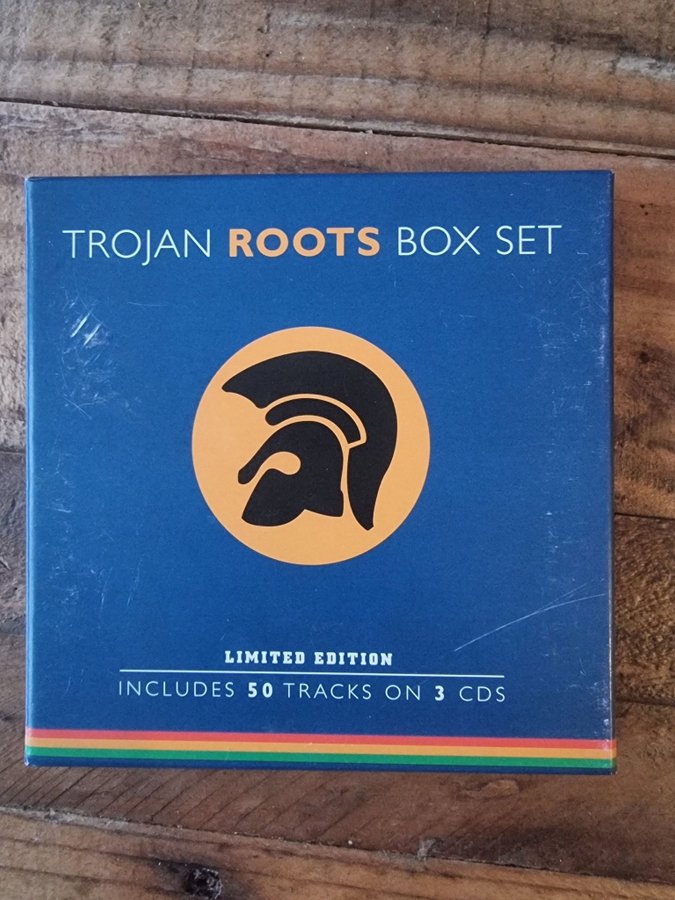 TROJAN ROOTS BOX SET
LIMITED EDITION
INCLUDES 50 TRACKS ON 3 CDS